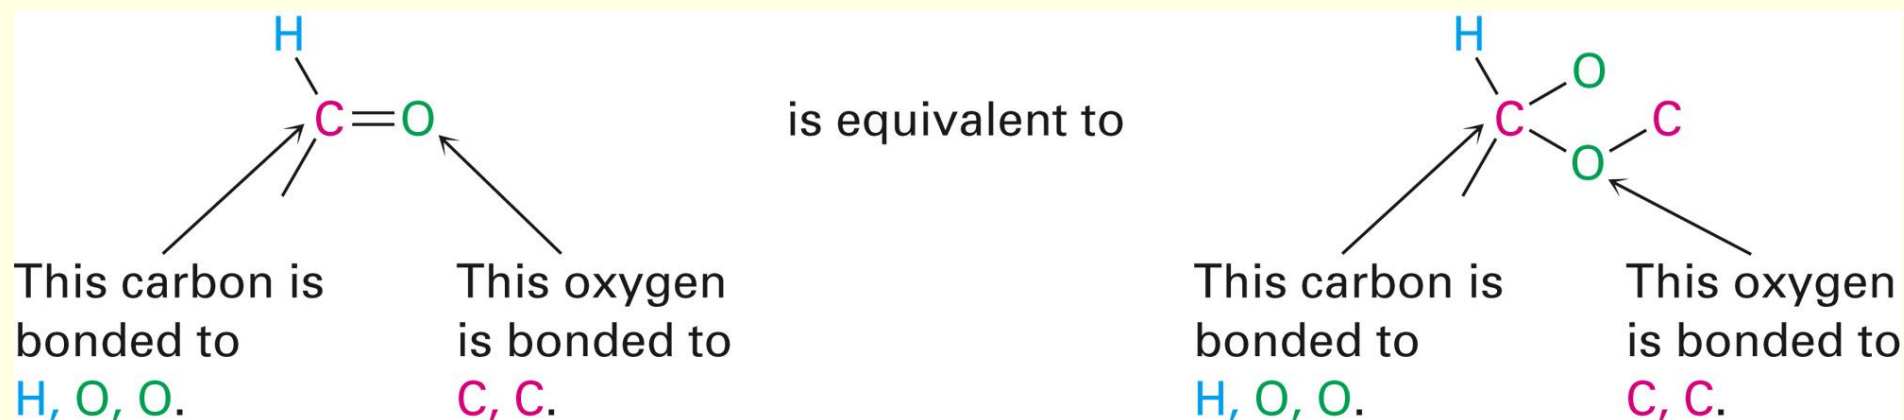 H
C=O
is equivalent to
H
O
C
C
O
This carbon is
bonded to
H, O, O.
This oxygen
is bonded to
C, C.
This carbon is
bonded to
H, O, O.
This oxygen
is bonded to
C, C.